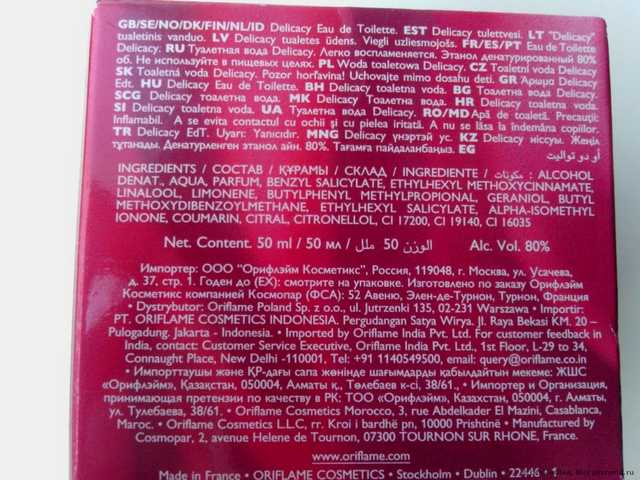 GB/SE/NO/DK/FIN/NL/ID Delicacy Eau de Toilette. EST Delicacy tulettvesi. LT "Delicacy"
tualetinis vanduo. LV Delicacy tualetes ūdens. Viegli uzliesmojošs. FR/ES/PT Eau de Toilette
Delicacy. RU Туалетная вода Delicacy. Легко воспламеняется. Этанол денатурированный 80%
об. Не используйте в пищевых целях. PL Woda toaletowa Delicacy. CZ Toaletní voda Delicacy
SK Toaletná voda Delicacy. Pozor horľavina! Uchovajte mimo dosahu detí. GR Άρωμα Delicacy
Edt. HU Delicacy Eau de Toilette. BH Delicacy toaletna voda. BG Тоалетна вода Delicacy.
SCG Delicacy тоалетна вода. MK Delicacy Тоалетна вода. HR Delicacy toaletna voda.
SI Delicacy toaletna voda. UA Туалетна вода Delicacy. RO/MD Apă de toaletă. Precauţii:
Inflamabil. A se evita contactul cu ochii şi cu pielea iritată. A nu se lăsa la îndemâna copiilor.
TR Delicacy EdT. Uyarı: Yanıcıdır. MNG Delicacy үнэртэй ус. KZ Delicacy иіссуы. Жеңіл
тұтанады. Денатурленген этанол айн. 80%. Тағамға пайдаланбаңыз. EG أو دو تواليت
INGREDIENTS / СОСТАВ / ҚҰРАМЫ / СКЛАД / INGREDIENTE / مكونات : ALCOHOL
DENAT., AQUA, PARFUM, BENZYL SALICYLATE, ETHYLHEXYL METHOXYCINNAMATE,
LINALOOL, LIMONENE, BUTYLPHENYL METHYLPROPIONAL, GERANIOL, BUTYL
METHOXYDIBENZOYLMETHANE, ETHYLHEXYL SALICYLATE, ALPHA-ISOMETHYL
IONONE, COUMARIN, CITRAL, CITRONELLOL, CI 17200, CI 19140, CI 16035
Net. Content. 50 ml / 50 мл / الوزن 50 ملل Alc. Vol. 80%
Импортер: ООО "Орифлэйм Косметикс", Россия, 119048, г. Москва, ул. Усачева,
д. 37, стр. 1. Годен до (EX): смотрите на упаковке. Изготовлено по заказу Орифлэйм
Косметикс компанией Космопар (ФСА): 52 Авеню, Элен-де-Турнон, Турнон, Франция
• Dystrybutor: Oriflame Poland Sp. z o.o., ul. Jutrzenki 135, 02-231 Warszawa • Importir:
PT. ORIFLAME COSMETICS INDONESIA. Pergudangan Satya Wirya. Jl. Raya Bekasi KM. 20 –
Pulogadung. Jakarta - Indonesia. • Imported by Oriflame India Pvt. Ltd. For customer feedback in
India, contact: Customer Service Executive, Oriflame India Pvt. Ltd., 1st Floor, L-29 to 34,
Connaught Place, New Delhi -110001, Tel: +91 1140549500, email: query@oriflame.co.in
• Импорттаушы және ҚР-дағы сапа жөнінде шағымдарды қабылдайтын мекеме: ЖШС
«Орифлэйм», Қазақстан, 050004, Алматы қ., Төлебаев к-сі, 38/61., • Импортер и Организация,
принимающая претензии по качеству в РК: ТОО «Орифлэйм», Казахстан, 050004, г. Алматы,
ул. Тулебаева, 38/61. • Oriflame Cosmetics Morocco, 3, rue Abdelkader El Mazini, Casablanca,
Maroc. • Oriflame Cosmetics L.L.C, rr. Kroi i bardhë pn, 10000 Prishtinë • Manufactured by
Cosmopar, 2, avenue Helene de Tournon, 07300 TOURNON SUR RHONE, France.
www.oriflame.com
Made in France • ORIFLAME COSMETICS • Stockholm • Dublin • 22446 • 1